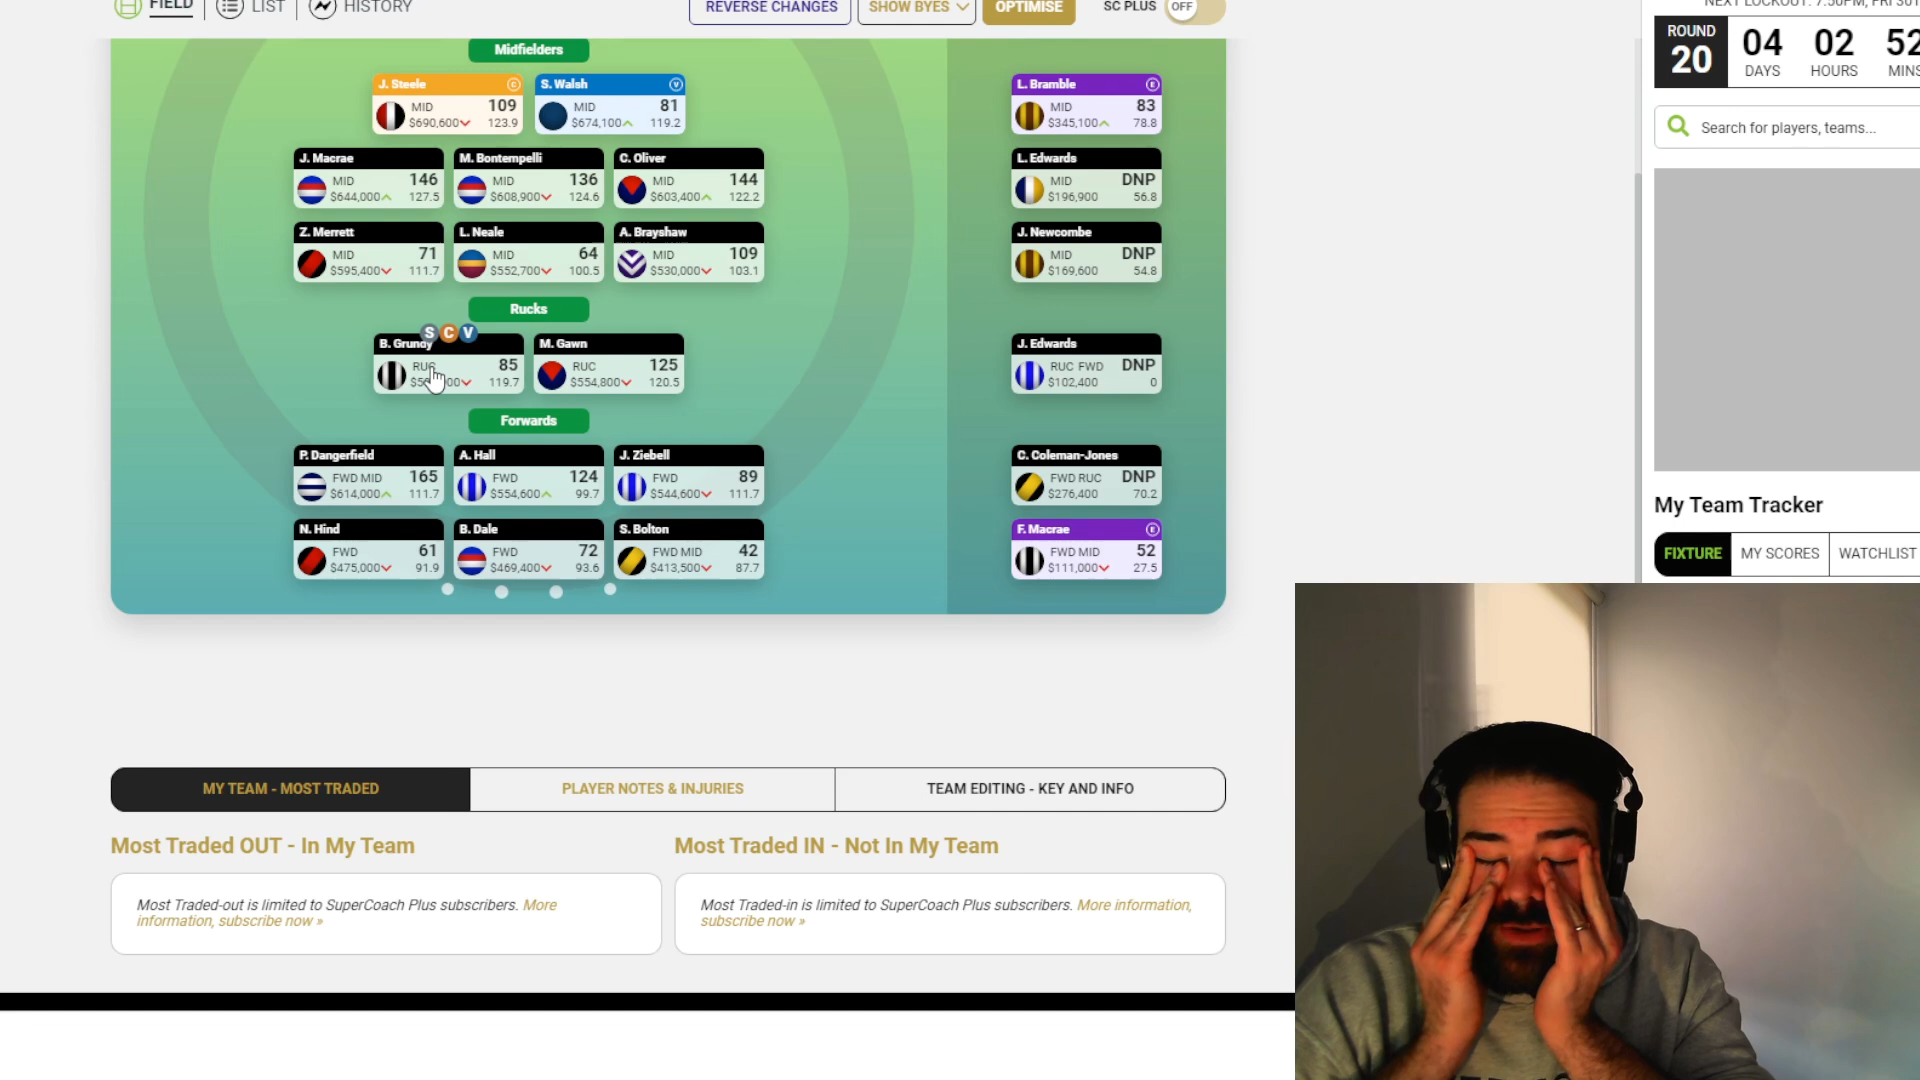 FIELD LIST HISTORY REVERSE CHANGES SHOW BYES OPTIMISE SC PLUS OFF
ROUND 20 04 DAYS 02 HOURS 52 MINS
Search for players, teams...
Midfielders
J. Steele C MID 109 $690,600 123.9
S. Walsh V MID 81 $674,100 119.2
L. Bramble E MID 83 $345,100 78.8
J. Macrae MID 146 $644,000 127.5
M. Bontempelli MID 136 $608,900 124.6
C. Oliver MID 144 $603,400 122.2
L. Edwards MID DNP $196,900 56.8
Z. Merrett MID 71 $595,400 111.7
L. Neale MID 64 $552,700 100.5
A. Brayshaw MID 109 $530,000 103.1
J. Newcombe MID DNP $169,600 54.8
Rucks
S C V
B. Grundy RUC 85 119.7
M. Gawn RUC 125 $554,800 120.5
J. Edwards RUC FWD DNP $102,400 0
Forwards
P. Dangerfield FWD MID 165 $614,000 111.7
A. Hall FWD 124 $554,600 99.7
J. Ziebell FWD 89 $544,600 111.7
C. Coleman-Jones FWD RUC DNP $276,400 70.2
N. Hind FWD 61 $475,000 91.9
B. Dale FWD 72 $469,400 93.6
S. Bolton FWD MID 42 $413,500 87.7
F. Macrae E FWD MID 52 $111,000 27.5
My Team Tracker
FIXTURE MY SCORES WATCHLIST
MY TEAM - MOST TRADED PLAYER NOTES & INJURIES TEAM EDITING - KEY AND INFO
Most Traded OUT - In My Team
Most Traded-out is limited to SuperCoach Plus subscribers. More
information, subscribe now »
Most Traded IN - Not In My Team
Most Traded-in is limited to SuperCoach Plus subscribers. More information,
subscribe now »